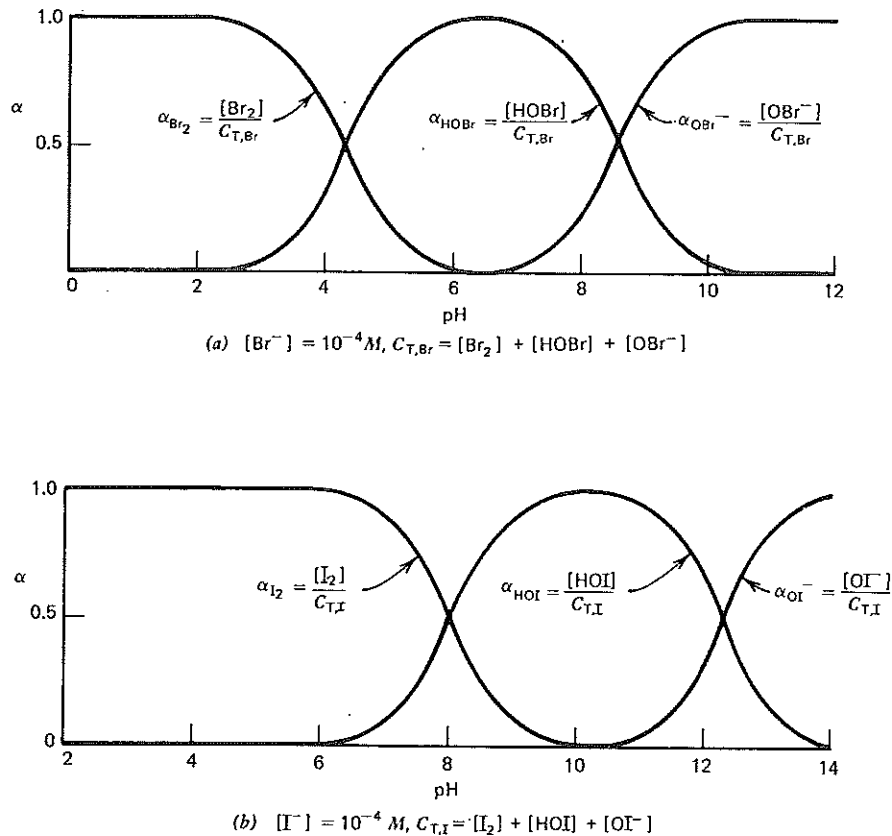 1.0
α
0.5
0
α_Br₂ = [Br₂] / C_T,Br
α_HOBr = [HOBr] / C_T,Br
α_OBr⁻ = [OBr⁻] / C_T,Br
0 2 4 6 8 10 12
pH
(a) [Br⁻] = 10⁻⁴ M, C_T,Br = [Br₂] + [HOBr] + [OBr⁻]
1.0
α
0.5
0
α_I₂ = [I₂] / C_T,I
α_HOI = [HOI] / C_T,I
α_OI⁻ = [OI⁻] / C_T,I
2 4 6 8 10 12 14
pH
(b) [I⁻] = 10⁻⁴ M, C_T,I = [I₂] + [HOI] + [OI⁻]